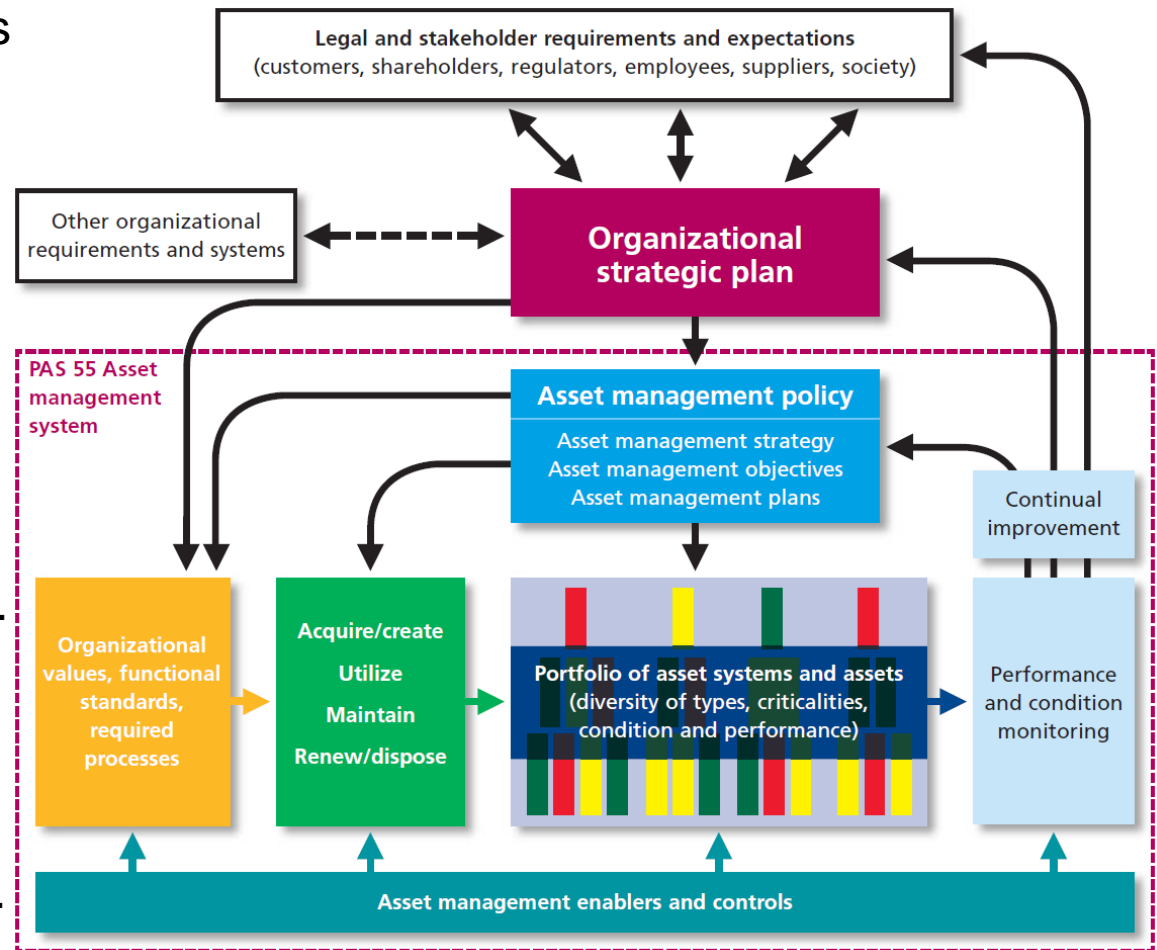 s
Legal and stakeholder requirements and expectations
(customers, shareholders, regulators, employees, suppliers, society)
Other organizational
requirements and systems
Organizational
strategic plan
PAS 55 Asset
management
system
Asset management policy
Asset management strategy
Asset management objectives
Asset management plans
Continual
improvement
Organizational
values, functional
standards,
required
processes
Acquire/create
Utilize
Maintain
Renew/dispose
Portfolio of asset systems and assets
(diversity of types, criticalities,
condition and performance)
Performance
and condition
monitoring
Asset management enablers and controls